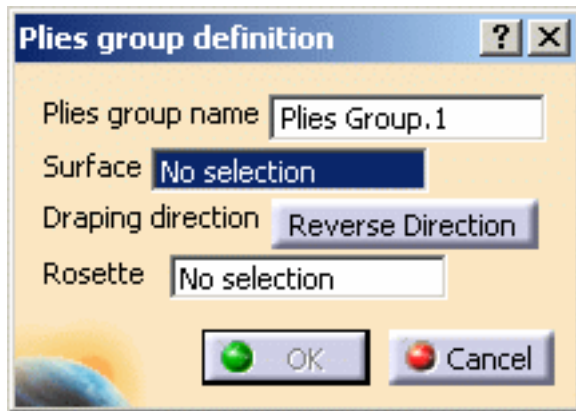 Plies group definition ? X
Plies group name Plies Group.1
Surface No selection
Draping direction Reverse Direction
Rosette No selection
OK Cancel